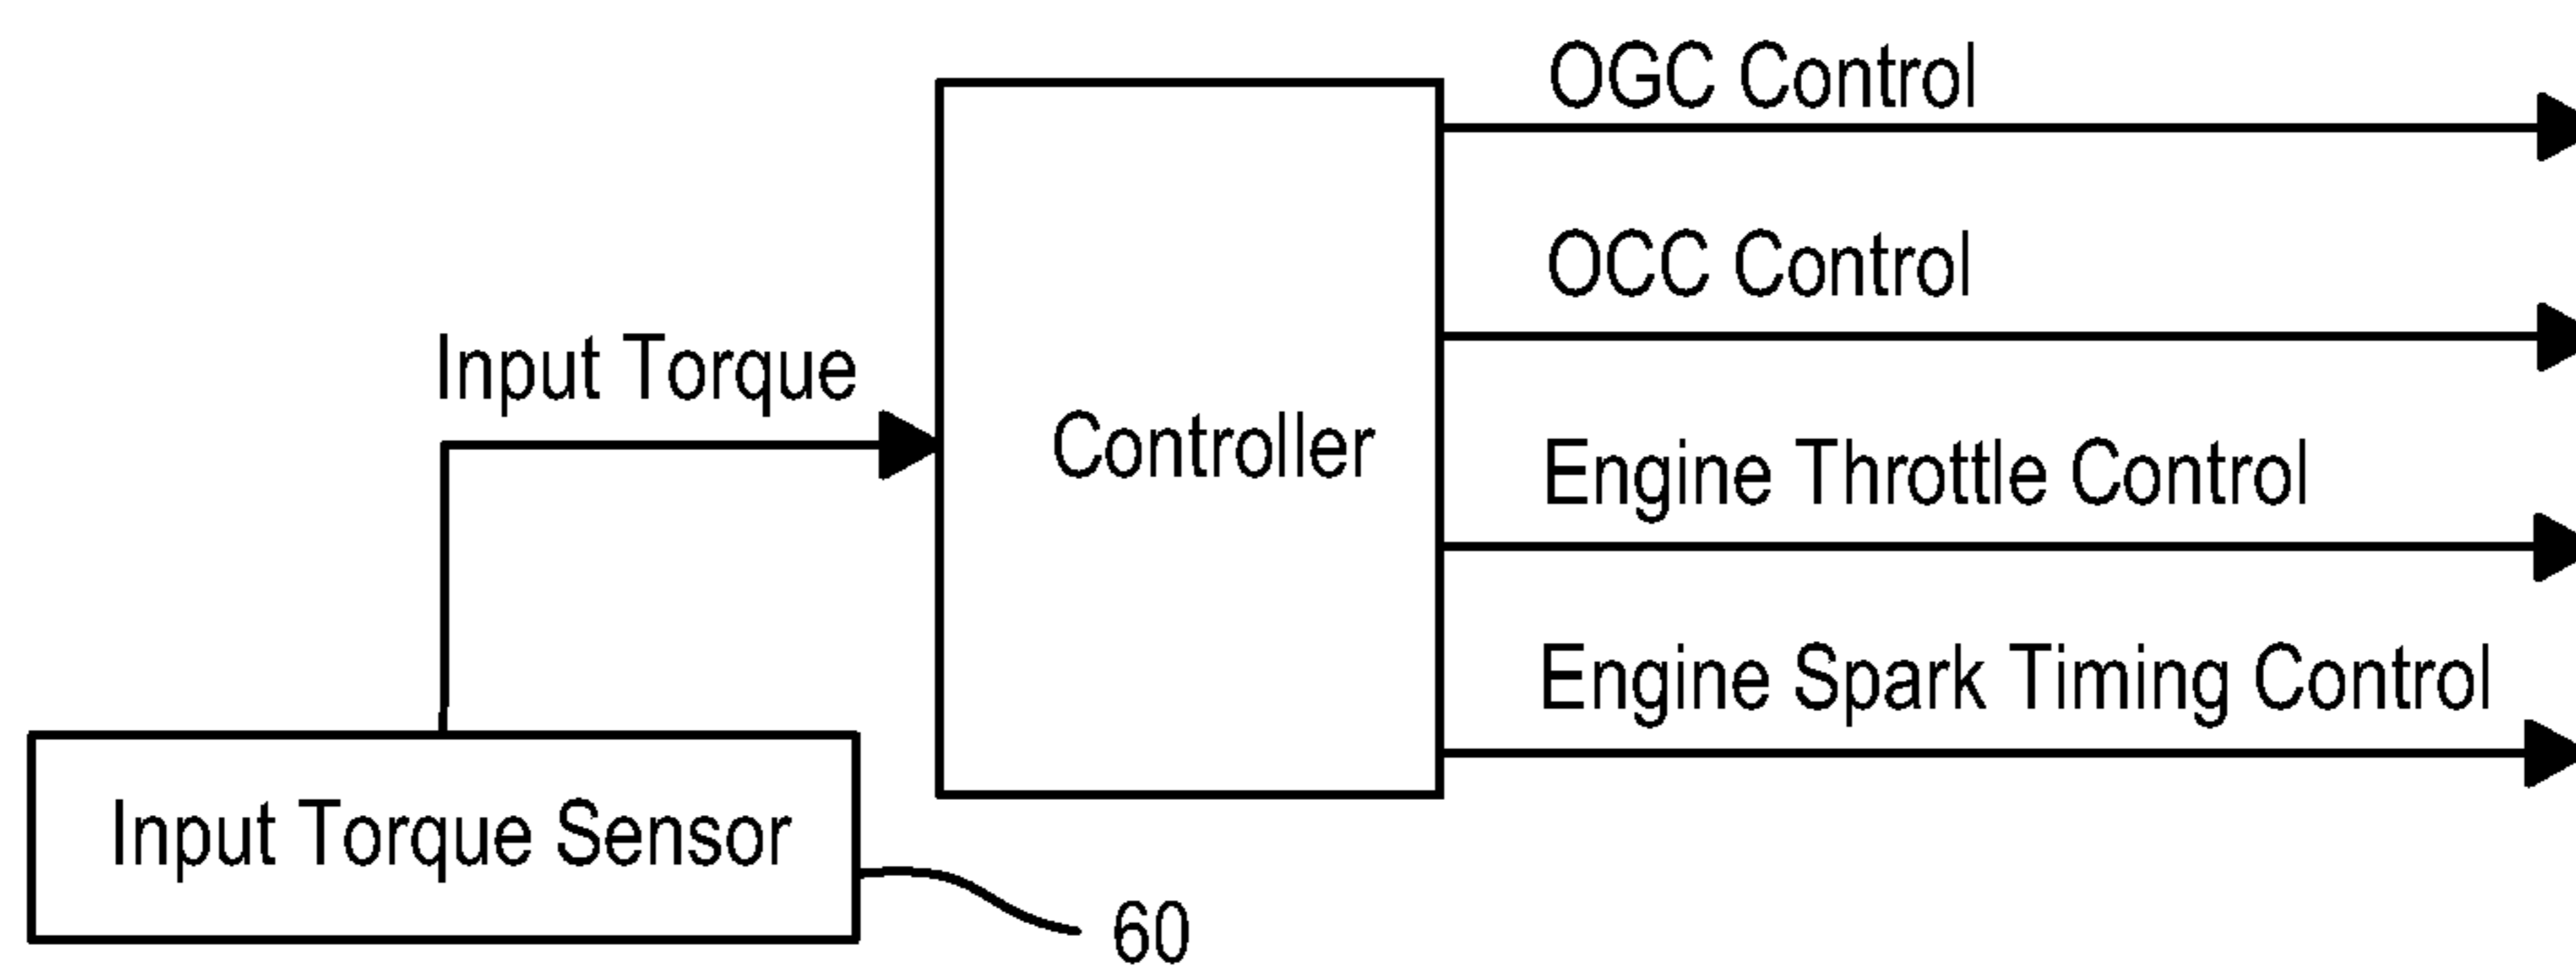 OGC Control
OCC Control
Input Torque
Controller
Engine Throttle Control
Engine Spark Timing Control
Input Torque Sensor
60